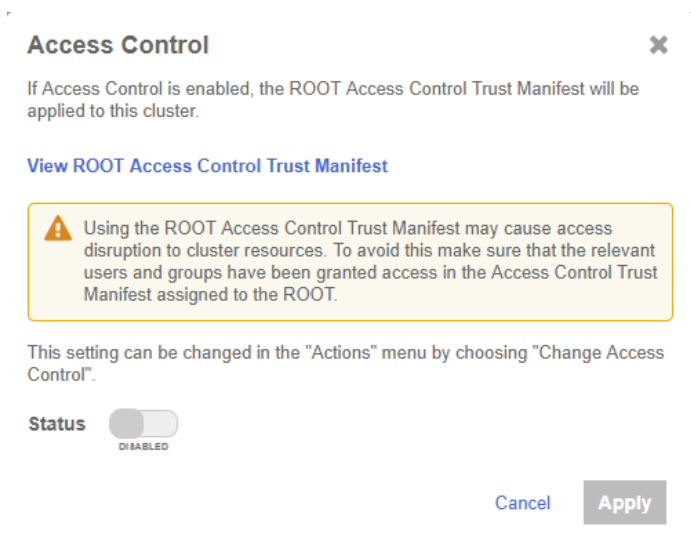 Access Control
If Access Control is enabled, the ROOT Access Control Trust Manifest will be
applied to this cluster.
View ROOT Access Control Trust Manifest
Using the ROOT Access Control Trust Manifest may cause access
disruption to cluster resources. To avoid this make sure that the relevant
users and groups have been granted access in the Access Control Trust
Manifest assigned to the ROOT.
This setting can be changed in the "Actions" menu by choosing "Change Access
Control".
Status
DISABLED
Cancel Apply